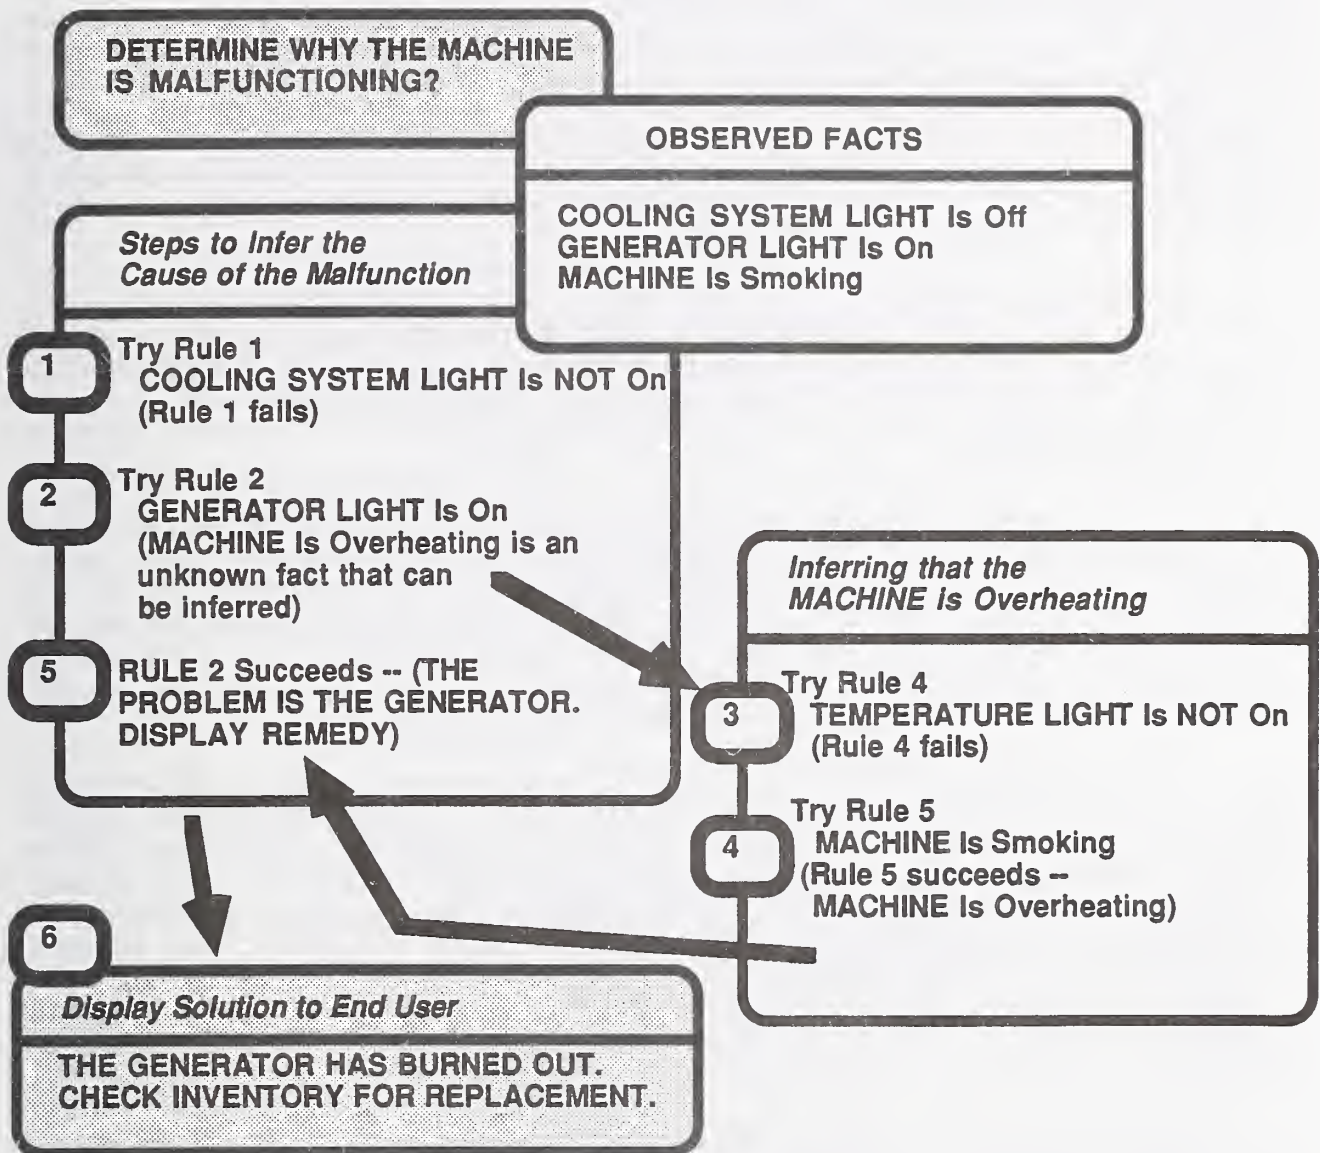 DETERMINE WHY THE MACHINE
IS MALFUNCTIONING?
OBSERVED FACTS
COOLING SYSTEM LIGHT Is Off
GENERATOR LIGHT Is On
MACHINE Is Smoking
Steps to Infer the
Cause of the Malfunction
1
Try Rule 1
COOLING SYSTEM LIGHT Is NOT On
(Rule 1 fails)
2
Try Rule 2
GENERATOR LIGHT Is On
(MACHINE Is Overheating is an
unknown fact that can
be inferred)
5
RULE 2 Succeeds -- (THE
PROBLEM IS THE GENERATOR.
DISPLAY REMEDY)
Inferring that the
MACHINE Is Overheating
3
Try Rule 4
TEMPERATURE LIGHT Is NOT On
(Rule 4 fails)
4
Try Rule 5
MACHINE Is Smoking
(Rule 5 succeeds --
MACHINE Is Overheating)
6
Display Solution to End User
THE GENERATOR HAS BURNED OUT.
CHECK INVENTORY FOR REPLACEMENT.